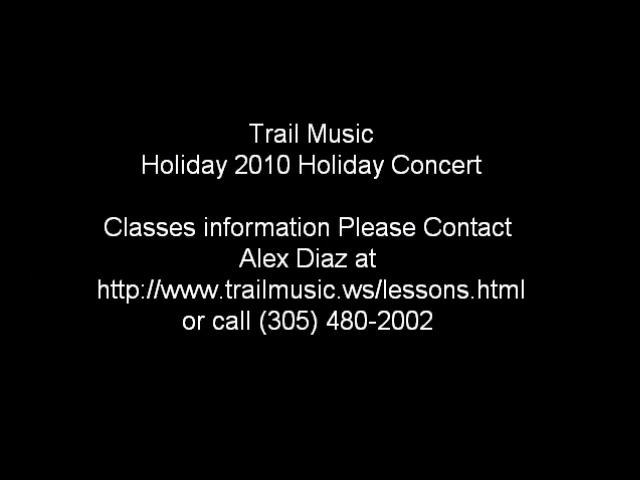 Trail Music
Holiday 2010 Holiday Concert
Classes information Please Contact
Alex Diaz at
http://www.trailmusic.ws/lessons.html
or call (305) 480-2002